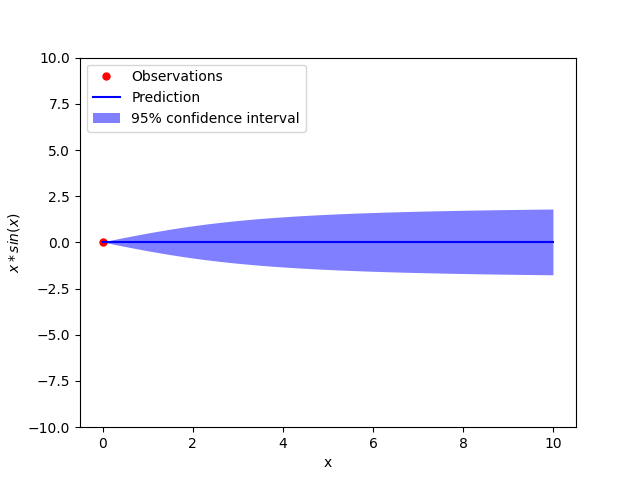 10.0
7.5
5.0
2.5
0.0
−2.5
−5.0
−7.5
−10.0
x * sin(x)
Observations
Prediction
95% confidence interval
0 2 4 6 8 10
x